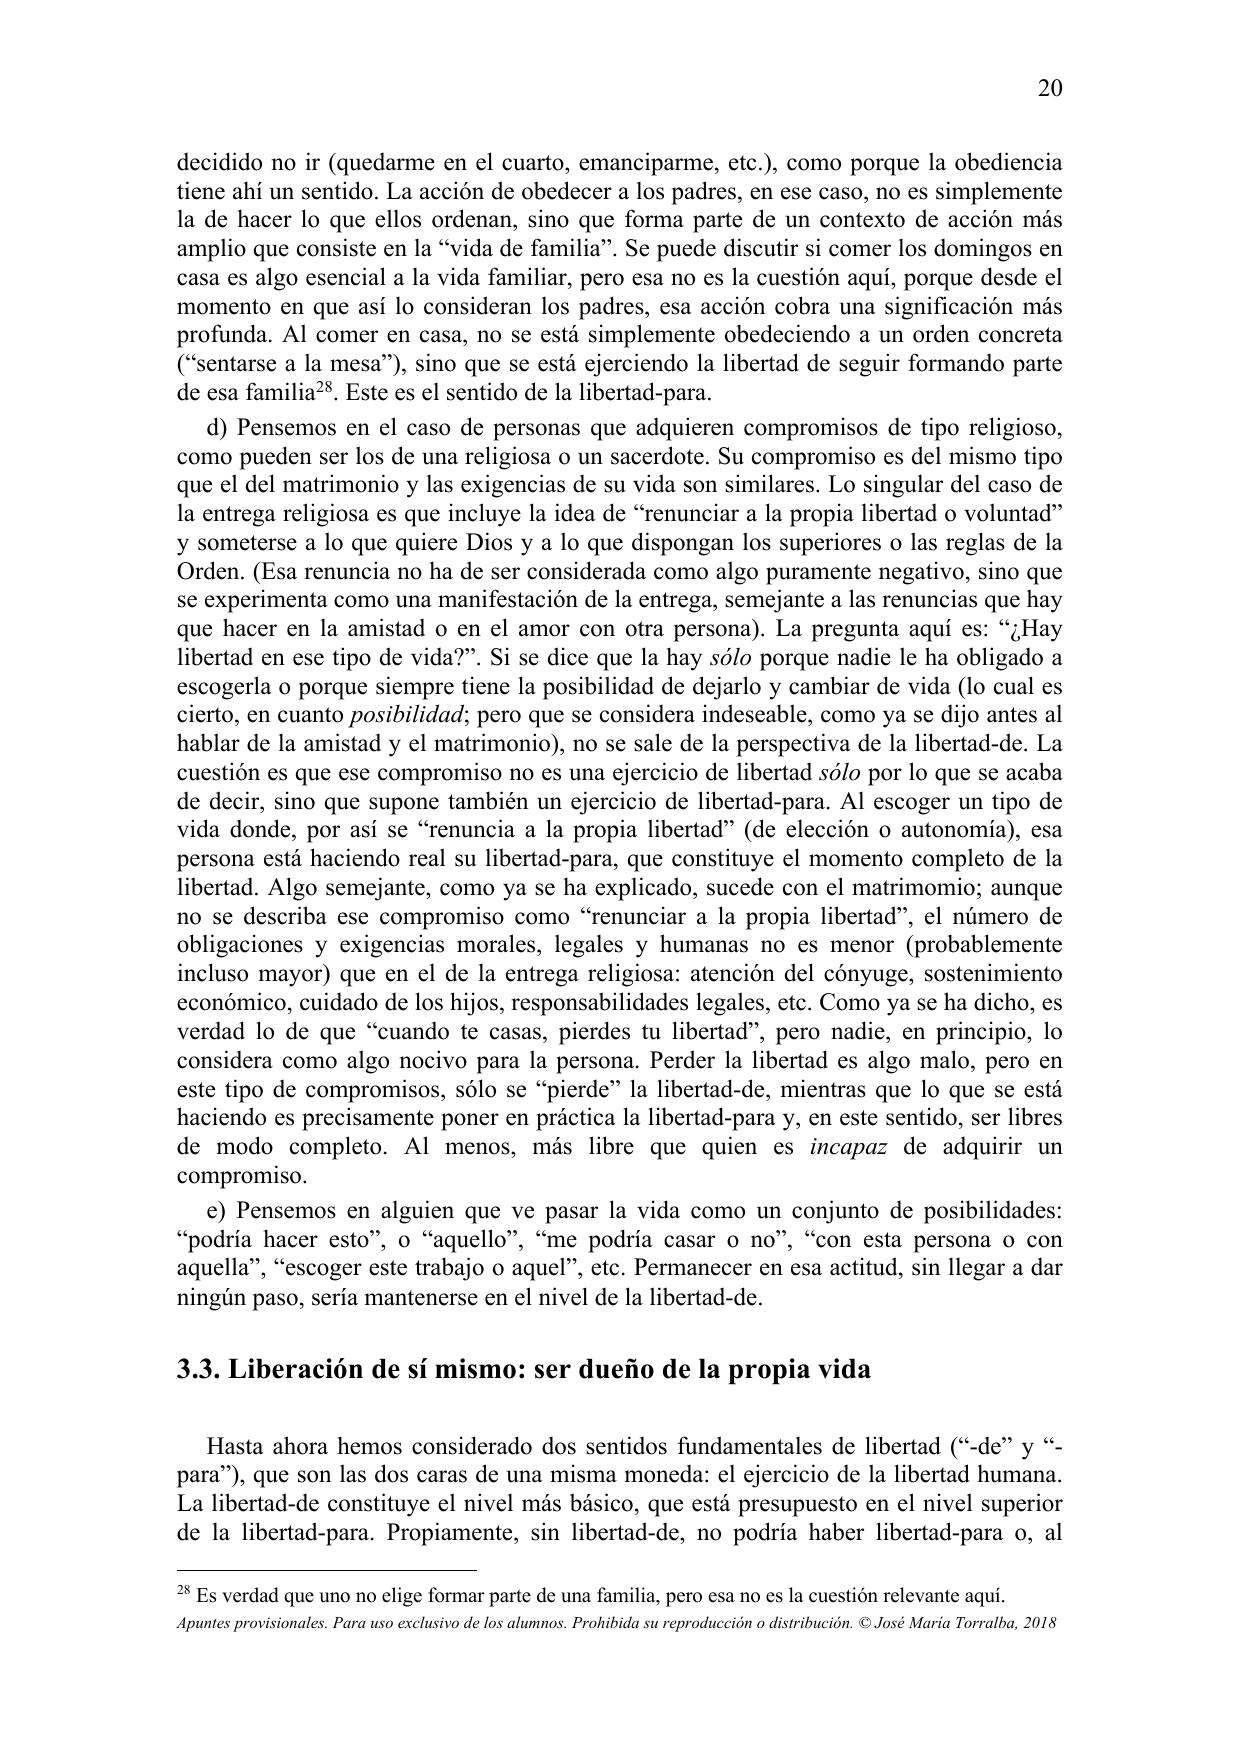 20
decidido no ir (quedarme en el cuarto, emanciparme, etc.), como porque la obediencia
tiene ahí un sentido. La acción de obedecer a los padres, en ese caso, no es simplemente
la de hacer lo que ellos ordenan, sino que forma parte de un contexto de acción más
amplio que consiste en la “vida de familia”. Se puede discutir si comer los domingos en
casa es algo esencial a la vida familiar, pero esa no es la cuestión aquí, porque desde el
momento en que así lo consideran los padres, esa acción cobra una significación más
profunda. Al comer en casa, no se está simplemente obedeciendo a un orden concreta
(“sentarse a la mesa”), sino que se está ejerciendo la libertad de seguir formando parte
de esa familia28. Este es el sentido de la libertad-para.
d) Pensemos en el caso de personas que adquieren compromisos de tipo religioso,
como pueden ser los de una religiosa o un sacerdote. Su compromiso es del mismo tipo
que el del matrimonio y las exigencias de su vida son similares. Lo singular del caso de
la entrega religiosa es que incluye la idea de “renunciar a la propia libertad o voluntad”
y someterse a lo que quiere Dios y a lo que dispongan los superiores o las reglas de la
Orden. (Esa renuncia no ha de ser considerada como algo puramente negativo, sino que
se experimenta como una manifestación de la entrega, semejante a las renuncias que hay
que hacer en la amistad o en el amor con otra persona). La pregunta aquí es: “¿Hay
libertad en ese tipo de vida?”. Si se dice que la hay sólo porque nadie le ha obligado a
escogerla o porque siempre tiene la posibilidad de dejarlo y cambiar de vida (lo cual es
cierto, en cuanto posibilidad; pero que se considera indeseable, como ya se dijo antes al
hablar de la amistad y el matrimonio), no se sale de la perspectiva de la libertad-de. La
cuestión es que ese compromiso no es una ejercicio de libertad sólo por lo que se acaba
de decir, sino que supone también un ejercicio de libertad-para. Al escoger un tipo de
vida donde, por así se “renuncia a la propia libertad” (de elección o autonomía), esa
persona está haciendo real su libertad-para, que constituye el momento completo de la
libertad. Algo semejante, como ya se ha explicado, sucede con el matrimomio; aunque
no se describa ese compromiso como “renunciar a la propia libertad”, el número de
obligaciones y exigencias morales, legales y humanas no es menor (probablemente
incluso mayor) que en el de la entrega religiosa: atención del cónyuge, sostenimiento
económico, cuidado de los hijos, responsabilidades legales, etc. Como ya se ha dicho, es
verdad lo de que “cuando te casas, pierdes tu libertad”, pero nadie, en principio, lo
considera como algo nocivo para la persona. Perder la libertad es algo malo, pero en
este tipo de compromisos, sólo se “pierde” la libertad-de, mientras que lo que se está
haciendo es precisamente poner en práctica la libertad-para y, en este sentido, ser libres
de modo completo. Al menos, más libre que quien es incapaz de adquirir un
compromiso.
e) Pensemos en alguien que ve pasar la vida como un conjunto de posibilidades:
“podría hacer esto”, o “aquello”, “me podría casar o no”, “con esta persona o con
aquella”, “escoger este trabajo o aquel”, etc. Permanecer en esa actitud, sin llegar a dar
ningún paso, sería mantenerse en el nivel de la libertad-de.
3.3. Liberación de sí mismo: ser dueño de la propia vida
Hasta ahora hemos considerado dos sentidos fundamentales de libertad (“-de” y “-
para”), que son las dos caras de una misma moneda: el ejercicio de la libertad humana.
La libertad-de constituye el nivel más básico, que está presupuesto en el nivel superior
de la libertad-para. Propiamente, sin libertad-de, no podría haber libertad-para o, al
28 Es verdad que uno no elige formar parte de una familia, pero esa no es la cuestión relevante aquí.
Apuntes provisionales. Para uso exclusivo de los alumnos. Prohibida su reproducción o distribución. © José María Torralba, 2018